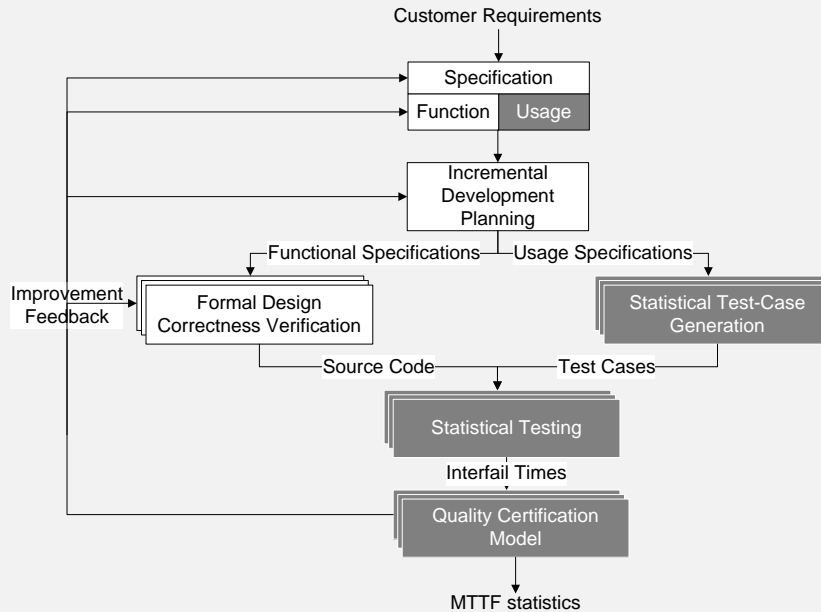 Customer Requirements
Specification
Function
Usage
Incremental
Development
Planning
Functional Specifications
Usage Specifications
Improvement
Feedback
Formal Design
Correctness Verification
Statistical Test-Case
Generation
Source Code
Test Cases
Statistical Testing
Interfail Times
Quality Certification
Model
MTTF statistics